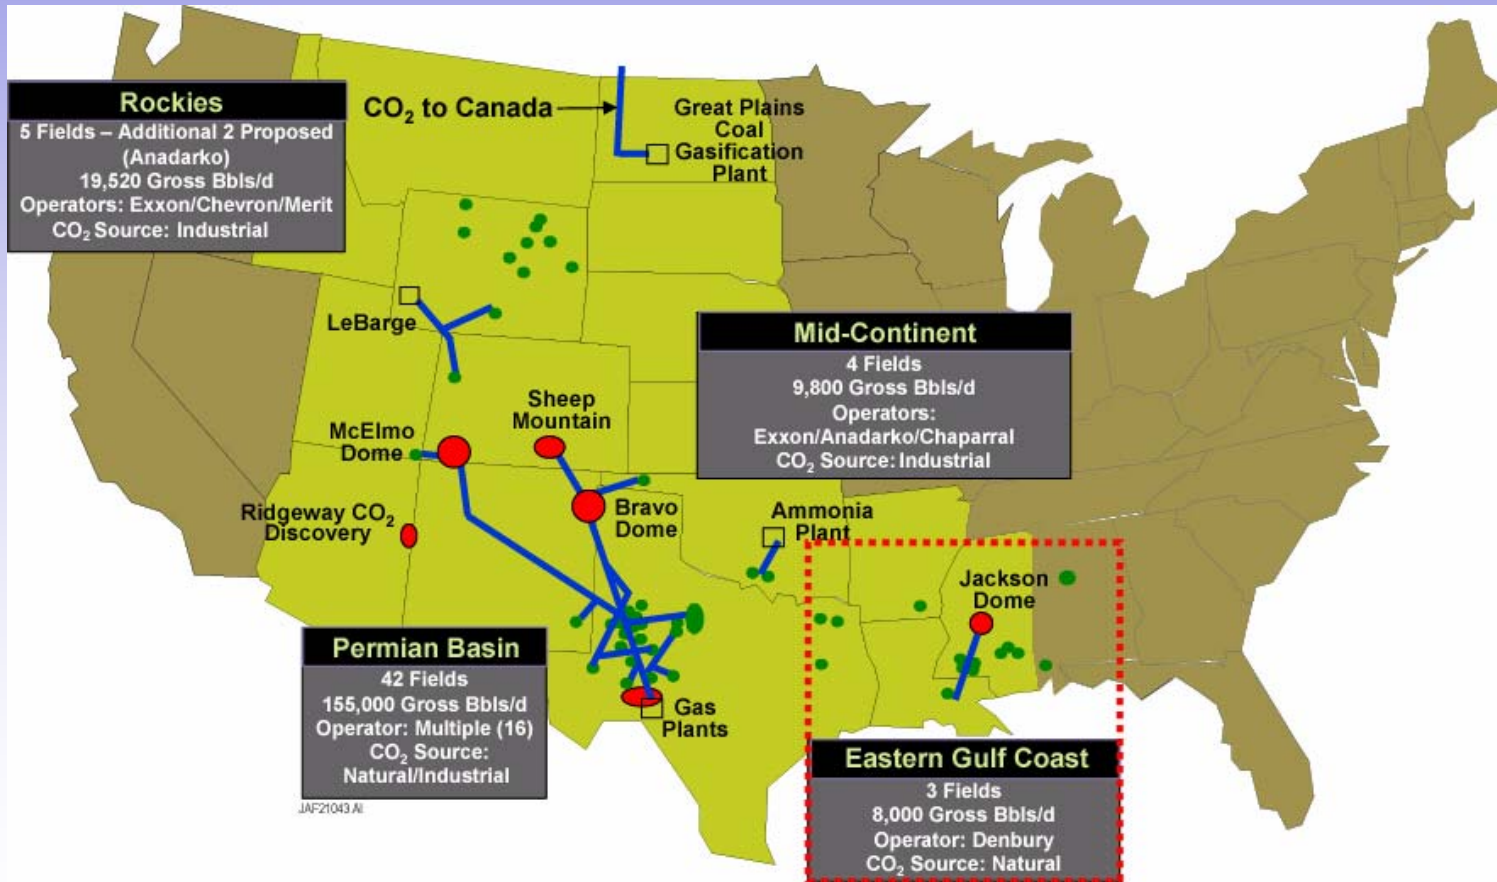 Rockies
5 Fields – Additional 2 Proposed
(Anadarko)
19,520 Gross Bbls/d
Operators: Exxon/Chevron/Merit
CO₂ Source: Industrial
CO₂ to Canada
Great Plains
Coal
Gasification
Plant
LeBarge
Mid-Continent
4 Fields
9,800 Gross Bbls/d
Operators:
Exxon/Anadarko/Chaparral
CO₂ Source: Industrial
Sheep
Mountain
McElmo
Dome
Ridgeway CO₂
Discovery
Bravo
Dome
Ammonia
Plant
Jackson
Dome
Permian Basin
42 Fields
155,000 Gross Bbls/d
Operator: Multiple (16)
CO₂ Source:
Natural/Industrial
Gas
Plants
Eastern Gulf Coast
3 Fields
8,000 Gross Bbls/d
Operator: Denbury
CO₂ Source: Natural
JAF21043.AI